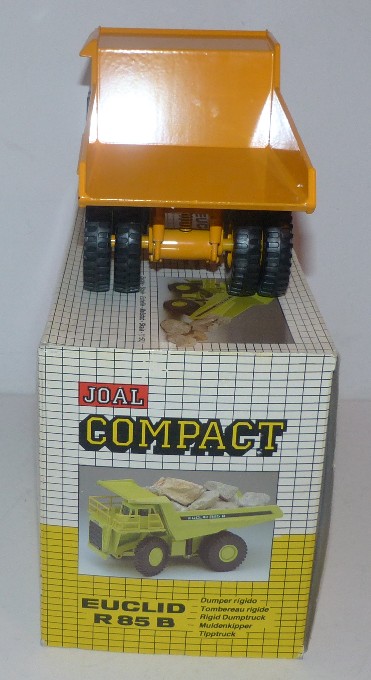 JOAL
COMPACT
EUCLID
R 85 B
Dumper rigido
Tombereau rigide
Rigid Dumptruck
Muldenkipper
Tipptruck